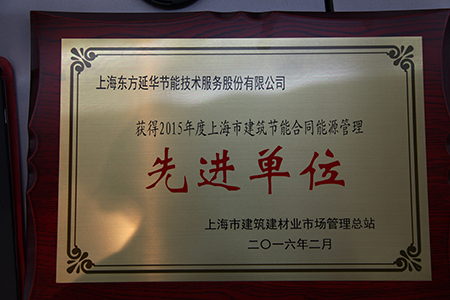 上海东方延华节能技术服务股份有限公司
获得2015年度上海市建筑节能合同能源管理
先进单位
上海市建筑建材业市场管理总站
二〇一六年二月